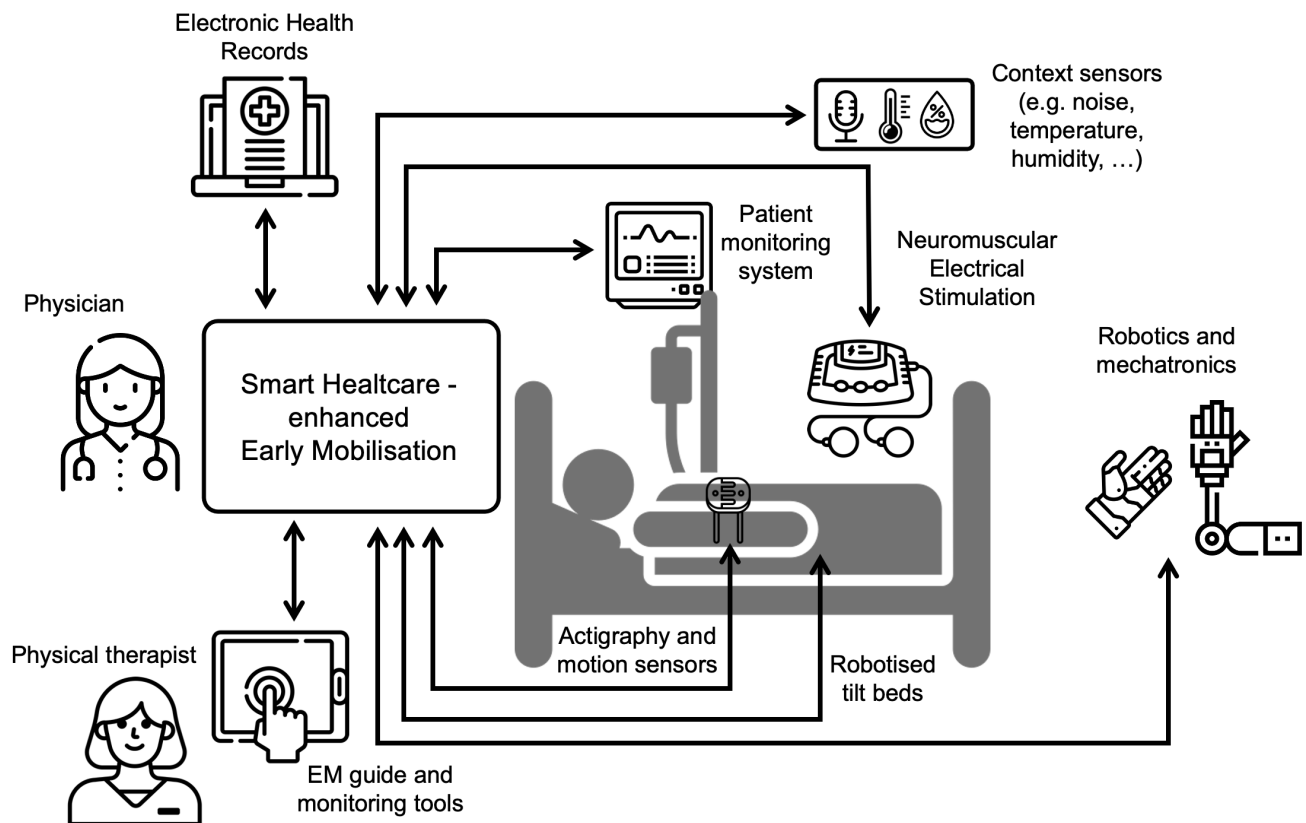 Electronic Health
Records
Context sensors
(e.g. noise,
temperature,
humidity, …)
%
Patient
monitoring
system
Neuromuscular
Electrical
Stimulation
Physician
Robotics and
mechatronics
Smart Healtcare -
enhanced
Early Mobilisation
Physical therapist
Actigraphy and
motion sensors
Robotised
tilt beds
EM guide and
monitoring tools